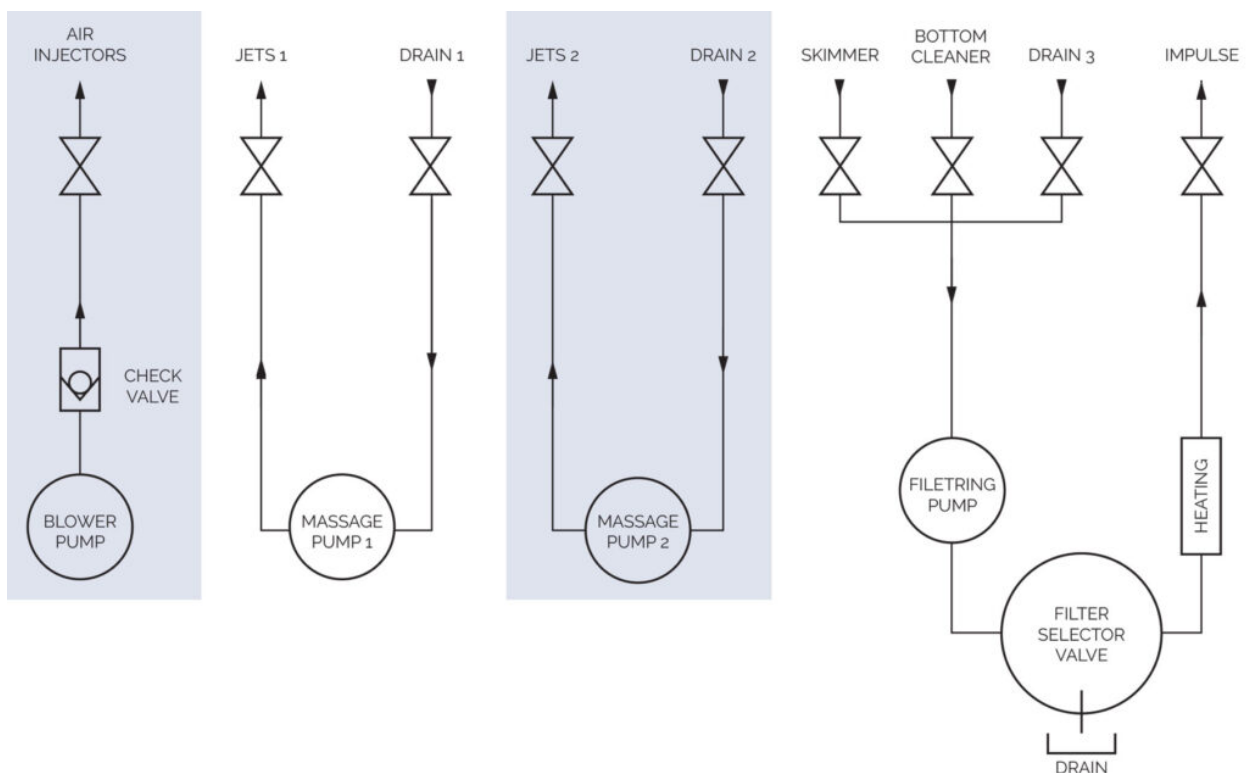 AIR
INJECTORS
JETS 1
DRAIN 1
JETS 2
DRAIN 2
SKIMMER
BOTTOM
CLEANER
DRAIN 3
IMPULSE
CHECK
VALVE
BLOWER
PUMP
MASSAGE
PUMP 1
MASSAGE
PUMP 2
FILETRING
PUMP
HEATING
FILTER
SELECTOR
VALVE
DRAIN